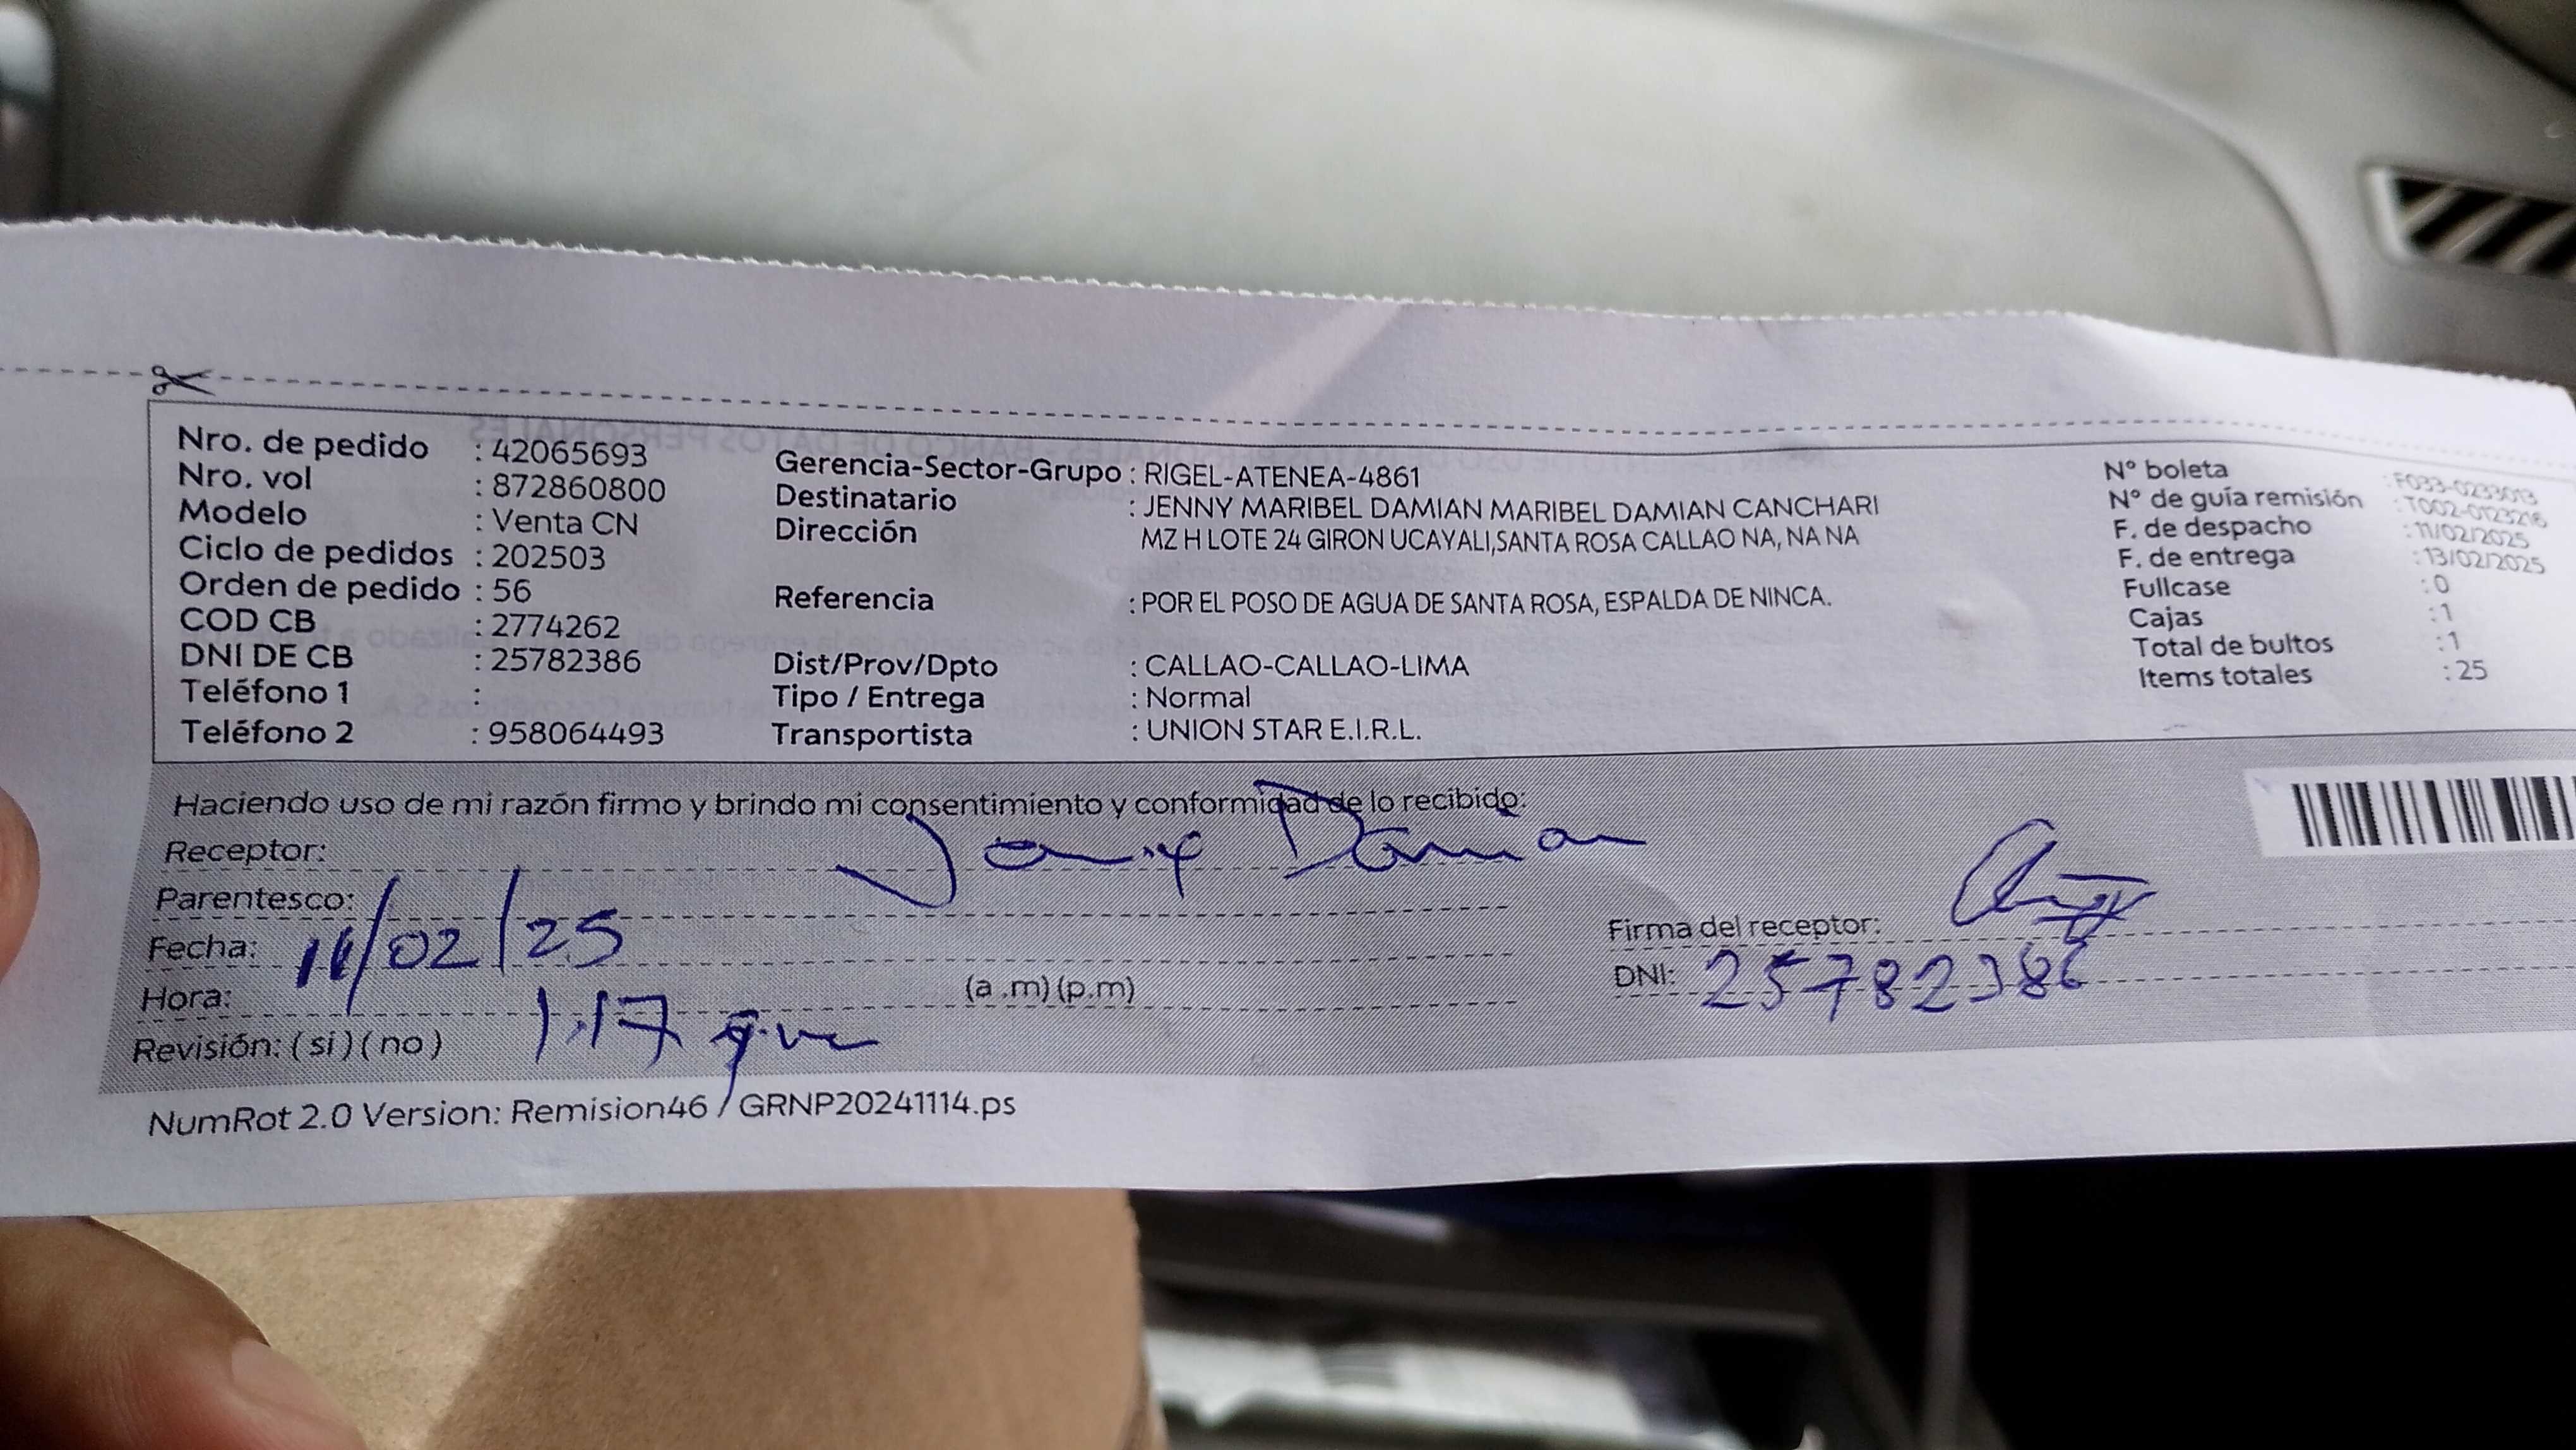 Nro. de pedido : 42065693
Nro. vol : 872860800
Modelo : Venta CN
Ciclo de pedidos : 202503
Orden de pedido : 56
COD CB : 2774262
DNI DE CB : 25782386
Teléfono 1 :
Teléfono 2 : 958064493
Gerencia-Sector-Grupo : RIGEL-ATENEA-4861
Destinatario : JENNY MARIBEL DAMIAN MARIBEL DAMIAN CANCHARI
Dirección MZ H LOTE 24 GIRON UCAYALI,SANTA ROSA CALLAO NA, NA NA
Referencia : POR EL POSO DE AGUA DE SANTA ROSA, ESPALDA DE NINCA.
Dist/Prov/Dpto : CALLAO-CALLAO-LIMA
Tipo / Entrega : Normal
Transportista : UNION STAR E.I.R.L.
N° boleta : F033-0233013
N° de guía remisión : T002-0123216
F. de despacho : 11/02/2025
F. de entrega : 13/02/2025
Fullcase : 0
Cajas : 1
Total de bultos : 1
Items totales : 25
Haciendo uso de mi razón firmo y brindo mi consentimiento y conformidad de lo recibido:
Receptor: Jenny Damian
Parentesco:
Fecha: 11/02/25
Hora: (a .m) (p.m)
1.17 p.m
Revisión: ( si ) ( no )
Firma del receptor:
DNI: 25782386
NumRot 2.0 Version: Remision46 / GRNP20241114.ps